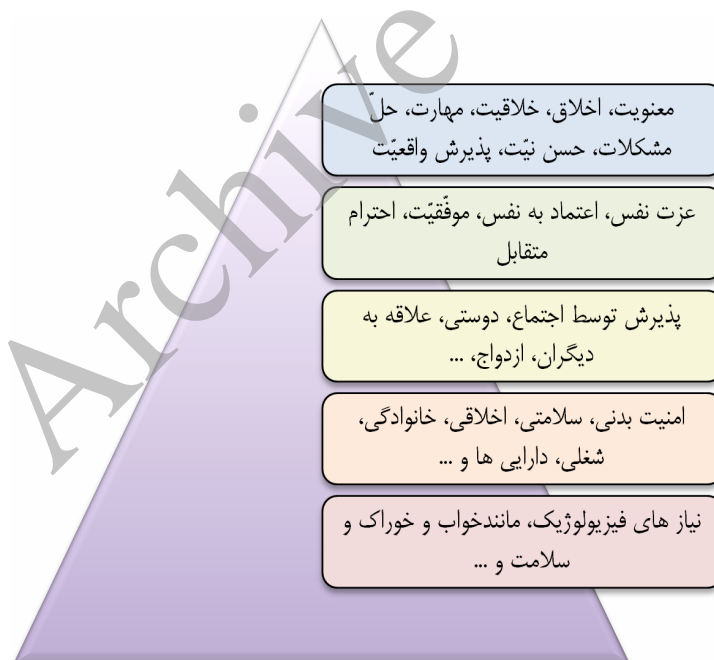 معنویت، اخلاق، خلاقیت، مهارت، حلّ
مشکلات، حسن نیّت، پذیرش واقعیّت
عزت نفس، اعتماد به نفس، موفّقیّت، احترام
متقابل
پذیرش توسط اجتماع، دوستی، علاقه به
دیگران، ازدواج، ...
امنیت بدنی، سلامتی، اخلاقی، خانوادگی،
شغلی، دارایی ها و ...
نیاز های فیزیولوژیک، مانندخواب و خوراک و
سلامت و ...
Archive